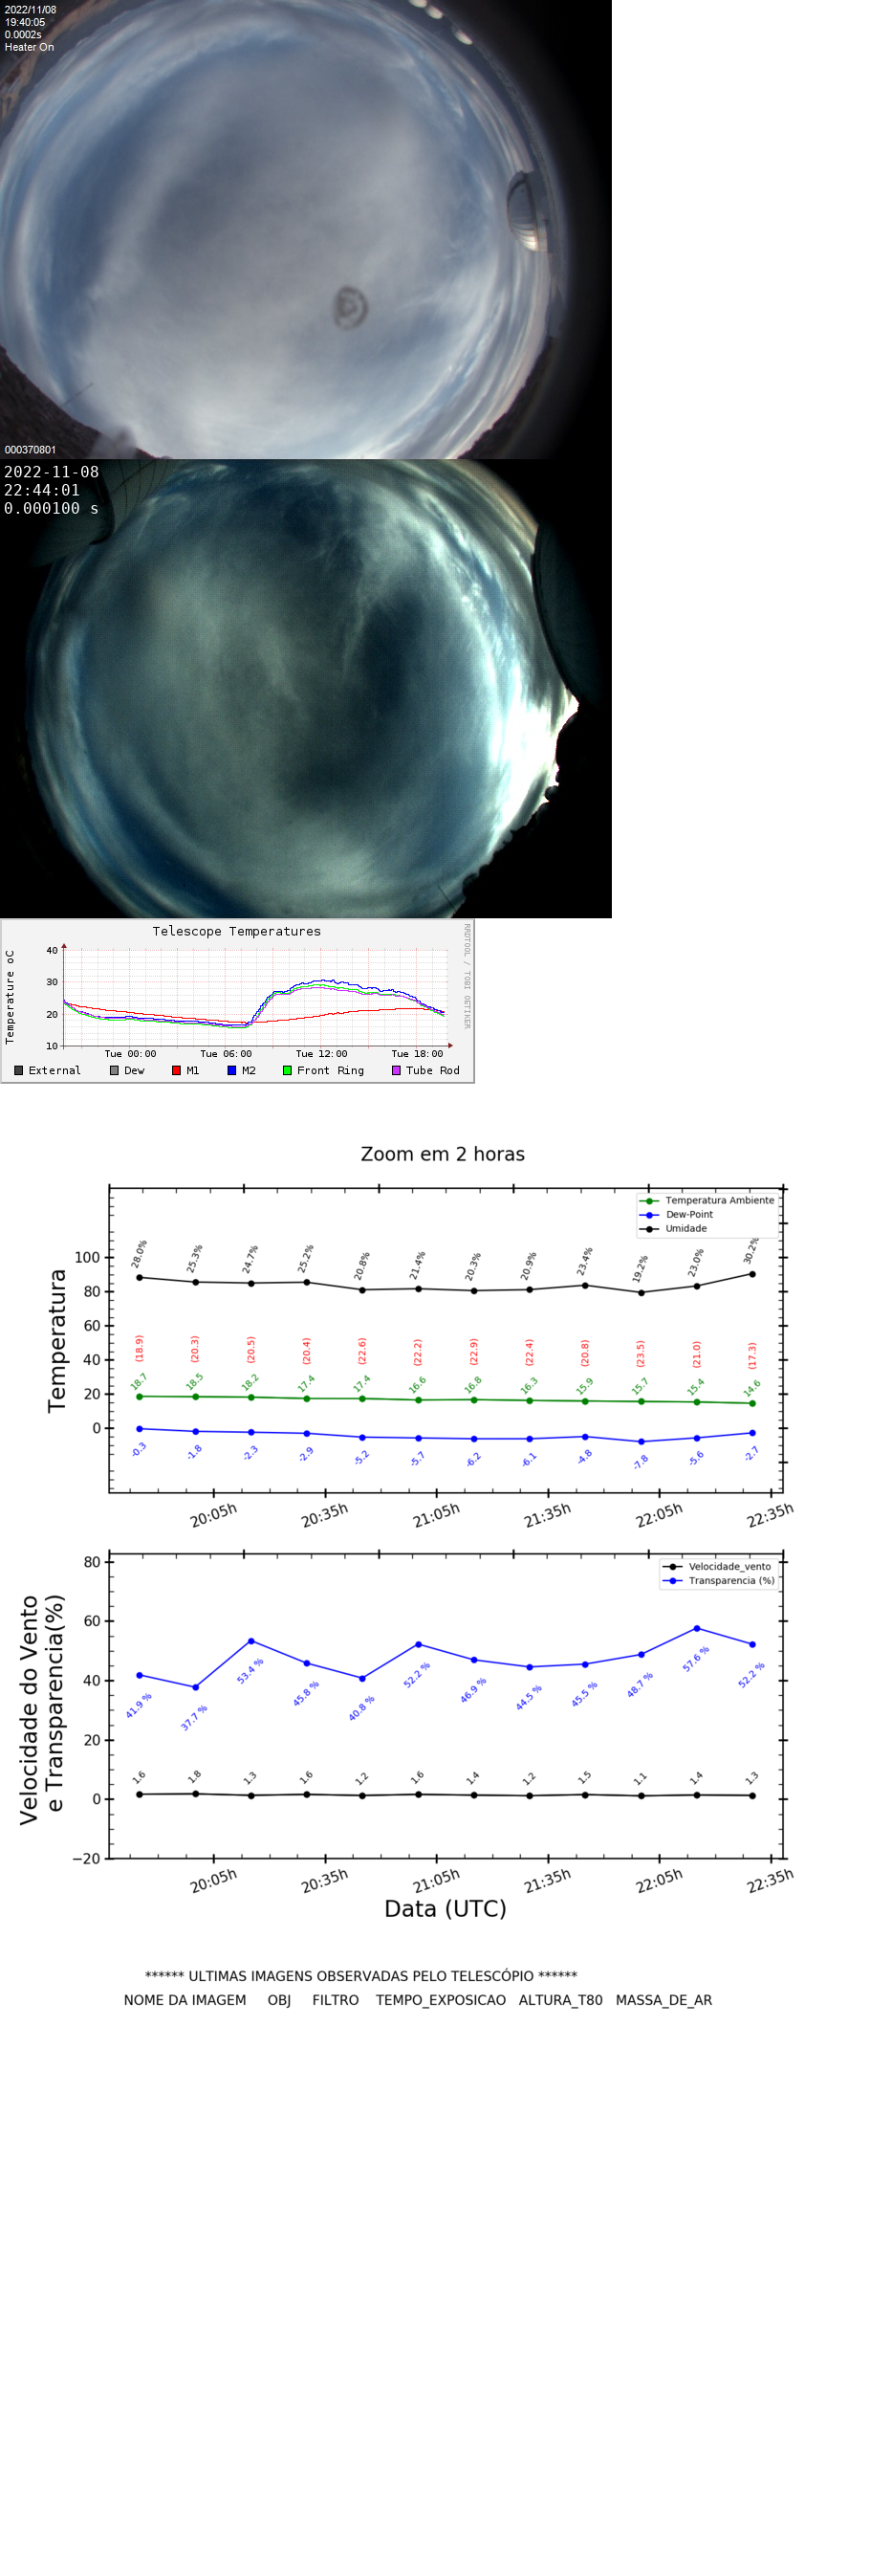 2022/11/08
19:40:05
0.0002s
Heater On
000370801
2022-11-08
22:44:01
0.000100 s
Telescope Temperatures
RRDTOOL / TOBI OETIKER
Temperature oC
40
30
20
10
Tue 00:00 Tue 06:00 Tue 12:00 Tue 18:00
External Dew M1 M2 Front Ring Tube Rod
Zoom em 2 horas
Temperatura Ambiente
Dew-Point
Umidade
Temperatura
100
80
60
40
20
0
28.0% 25.3% 24.7% 25.2% 20.8% 21.4% 20.3% 20.9% 23.4% 19.2% 23.0% 30.2%
(18.9) (20.3) (20.5) (20.4) (22.6) (22.2) (22.9) (22.4) (20.8) (23.5) (21.0) (17.3)
18.7 18.5 18.2 17.4 17.4 16.6 16.8 16.3 15.9 15.7 15.4 14.6
-0.3 -1.8 -2.3 -2.9 -5.2 -5.7 -6.2 -6.1 -4.8 -7.8 -5.6 -2.7
20:05h 20:35h 21:05h 21:35h 22:05h 22:35h
Velocidade_vento
Transparencia (%)
Velocidade do Vento
e Transparencia(%)
80
60
40
20
0
−20
41.9 % 37.7 % 53.4 % 45.8 % 40.8 % 52.2 % 46.9 % 44.5 % 45.5 % 48.7 % 57.6 % 52.2 %
1.6 1.8 1.3 1.6 1.2 1.6 1.4 1.2 1.5 1.1 1.4 1.3
20:05h 20:35h 21:05h 21:35h 22:05h 22:35h
Data (UTC)
****** ULTIMAS IMAGENS OBSERVADAS PELO TELESCÓPIO ******
NOME DA IMAGEM OBJ FILTRO TEMPO_EXPOSICAO ALTURA_T80 MASSA_DE_AR